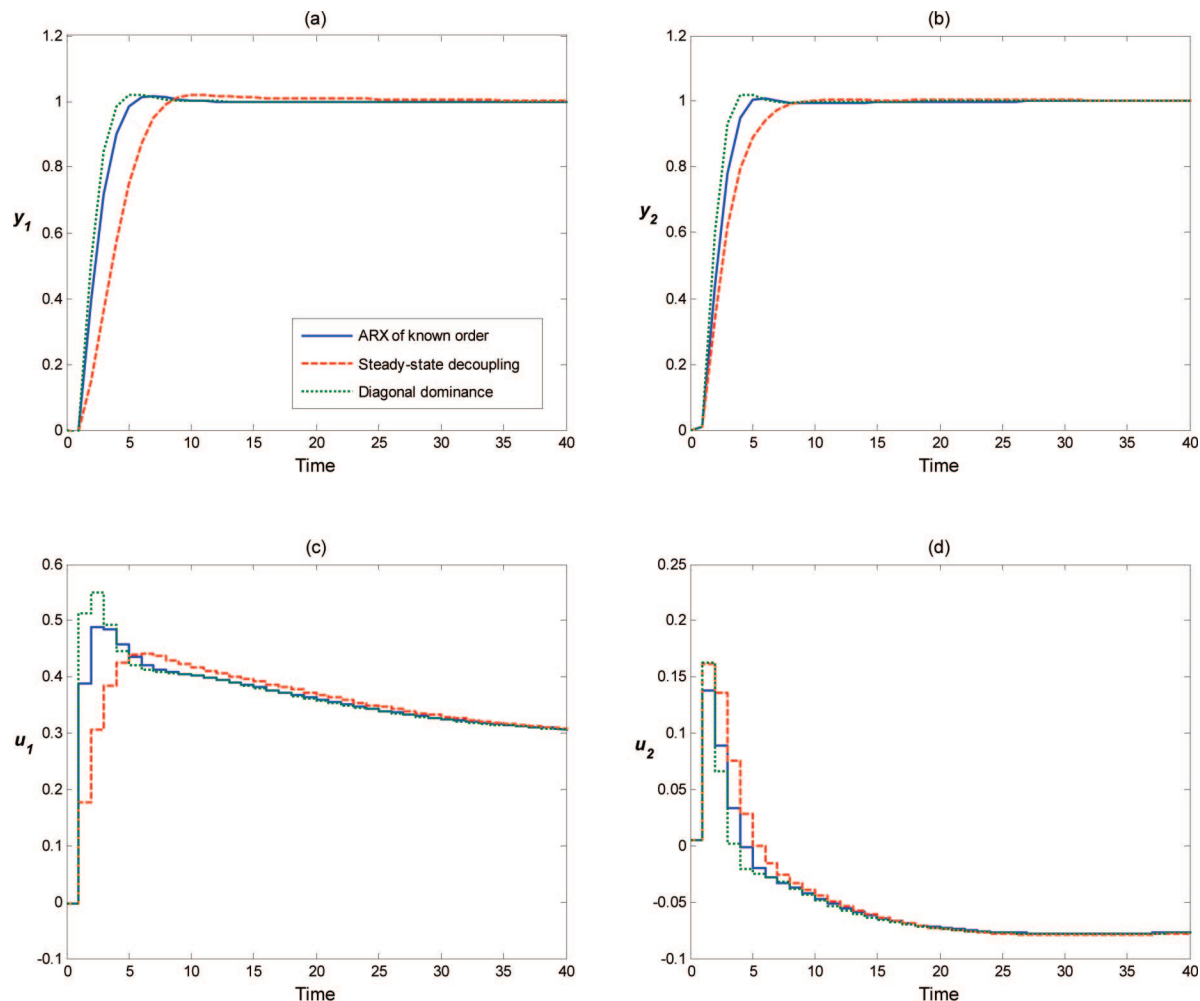 (a)
1.2
1
0.8
0.6
0.4
0.2
0
y1
ARX of known order
Steady-state decoupling
Diagonal dominance
0 5 10 15 20 25 30 35 40
Time
(b)
1.2
1
0.8
0.6
0.4
0.2
0
y2
0 5 10 15 20 25 30 35 40
Time
(c)
0.6
0.5
0.4
0.3
0.2
0.1
0
-0.1
u1
0 5 10 15 20 25 30 35 40
Time
(d)
0.25
0.2
0.15
0.1
0.05
0
-0.05
-0.1
u2
0 5 10 15 20 25 30 35 40
Time